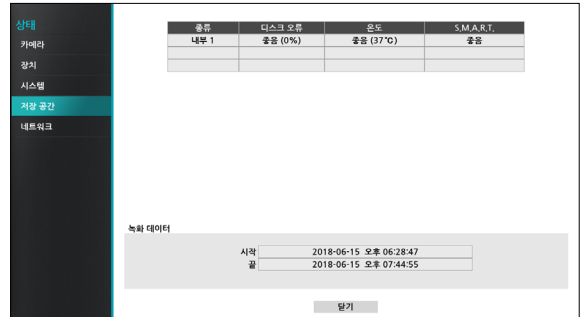 상태
카메라
장치
시스템
저장 공간
네트워크
종류 디스크 오류 온도 S.M.A.R.T.
내부 1 좋음 (0%) 좋음 (37℃) 좋음
녹화 데이터
시작 2018-06-15 오후 06:28:47
끝 2018-06-15 오후 07:44:55
닫기